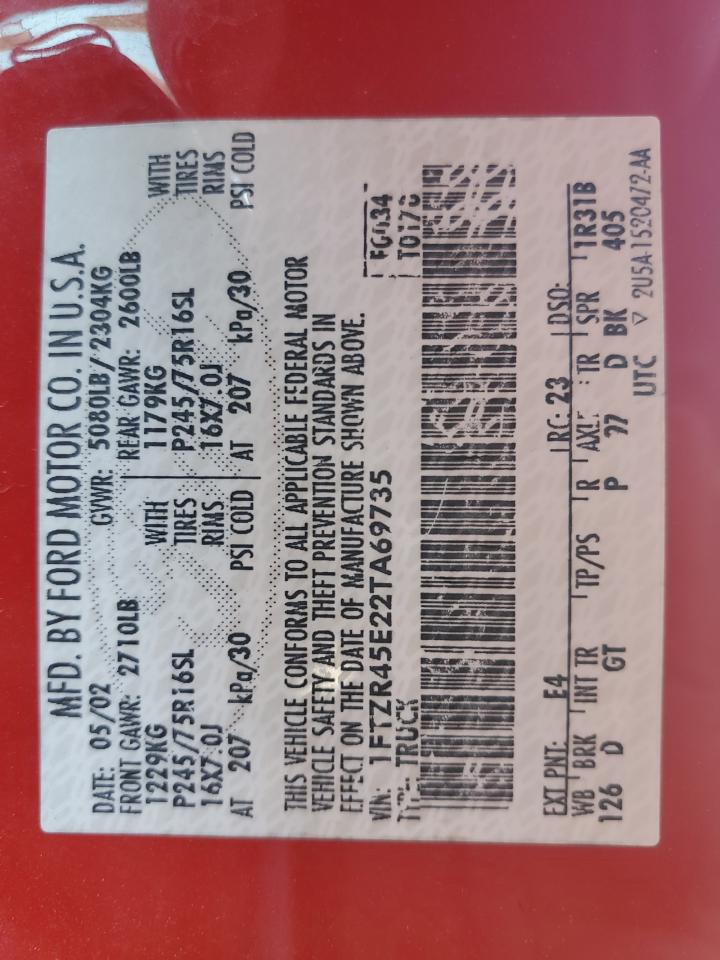 MFD. BY FORD MOTOR CO. IN U.S.A.
DATE: 05/02 GVWR: 5080LB/2304KG
FRONT GAWR: 2710LB REAR GAWR: 2600LB
1229KG WITH 1179KG WITH
P245/75R16SL TIRES P245/75R16SL TIRES
16X7.0J RIMS 16X7.0J RIMS
AT 207 kPa/30 PSI COLD AT 207 kPa/30 PSI COLD
THIS VEHICLE CONFORMS TO ALL APPLICABLE FEDERAL MOTOR
VEHICLE SAFETY AND THEFT PREVENTION STANDARDS IN
EFFECT ON THE DATE OF MANUFACTURE SHOWN ABOVE.
VIN: 1FTZR45E22TA69735
TYPE: TRUCK
T0170
EXT PNT: E4 RC: 23 DSO:
WB BRK INT TR TP/PS R AXLE TR SPR 1R31B
126 D GT P 77 D BK 405
UTC ▽ 2U5A-1520472-AA